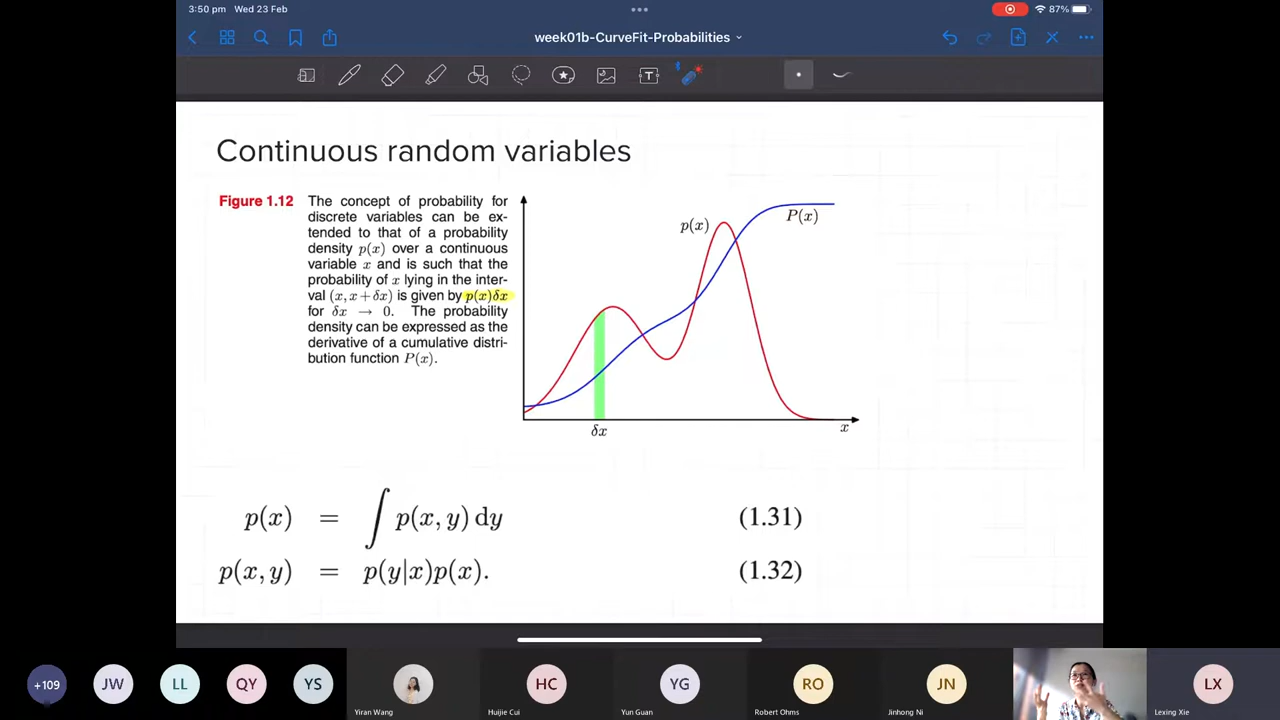 3:50 pm Wed 23 Feb
87%
week01b-CurveFit-Probabilities
T
Continuous random variables
Figure 1.12 The concept of probability for
discrete variables can be ex-
tended to that of a probability
density p(x) over a continuous
variable x and is such that the
probability of x lying in the inter-
val (x, x + δx) is given by p(x)δx
for δx → 0. The probability
density can be expressed as the
derivative of a cumulative distri-
bution function P(x).
p(x)
P(x)
δx
x
p(x) = ∫ p(x, y) dy (1.31)
p(x, y) = p(y|x)p(x). (1.32)
+109
JW
LL
QY
YS
Yiran Wang
HC
Huijie Cui
YG
Yun Guan
RO
Robert Ohms
JN
Jinhong Ni
LX
Lexing Xie